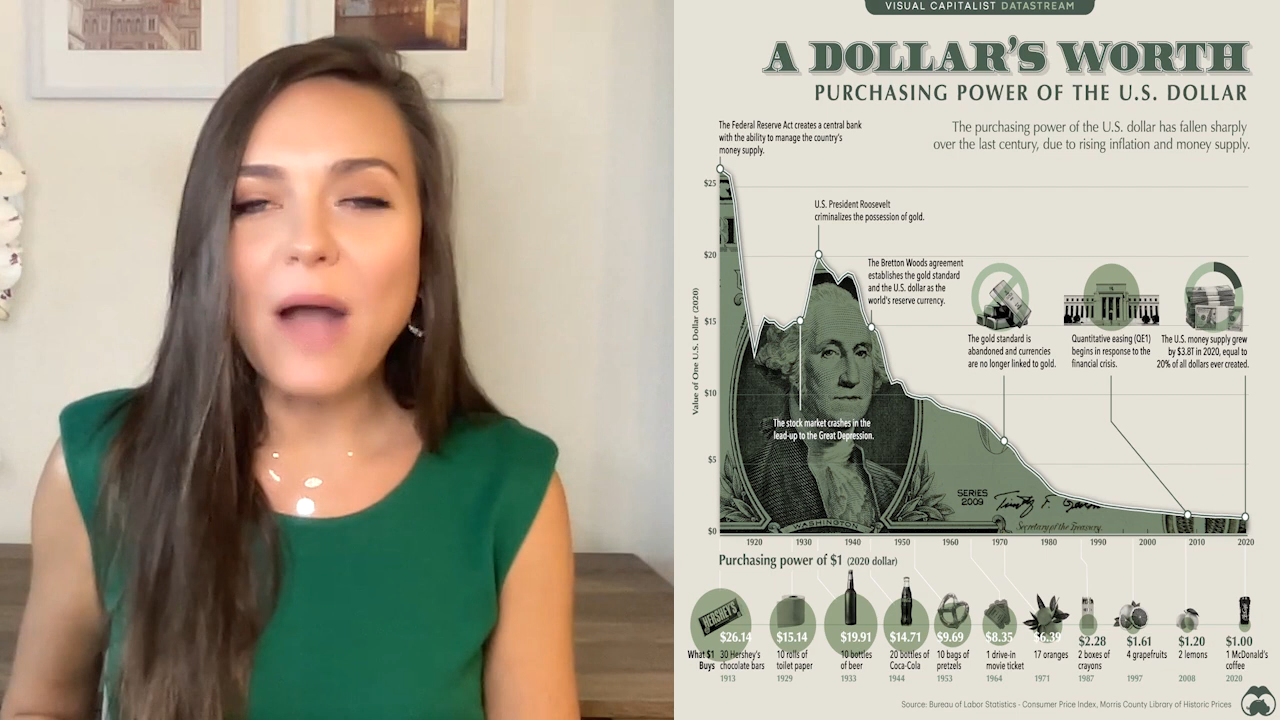 VISUAL CAPITALIST DATASTREAM
A DOLLAR'S WORTH
PURCHASING POWER OF THE U.S. DOLLAR
The purchasing power of the U.S. dollar has fallen sharply
over the last century, due to rising inflation and money supply.
The Federal Reserve Act creates a central bank
with the ability to manage the country's
money supply.
U.S. President Roosevelt
criminalizes the possession of gold.
The Bretton Woods agreement
establishes the gold standard
and the U.S. dollar as the
world's reserve currency.
The gold standard is
abandoned and currencies
are no longer linked to gold.
Quantitative easing (QE1)
begins in response to the
financial crisis.
The U.S. money supply grew
by $3.8T in 2020, equal to
20% of all dollars ever created.
The stock market crashes in the
lead-up to the Great Depression.
Value of One U.S. Dollar (2020)
$25
$20
$15
$10
$5
$0
SERIES
2009
Secretary of the Treasury.
WASHINGTON
1920 1930 1940 1950 1960 1970 1980 1990 2000 2010 2020
Purchasing power of $1 (2020 dollar)
HERSHEY'S
$26.14 $15.14 $19.91 $14.71 $9.69 $8.35 $6.39 $2.28 $1.61 $1.20 $1.00
What $1
Buys
30 Hershey's
chocolate bars
1913
10 rolls of
toilet paper
1929
10 bottles
of beer
1933
20 bottles of
Coca-Cola
1944
10 bags of
pretzels
1953
1 drive-in
movie ticket
1964
17 oranges
1971
2 boxes of
crayons
1987
4 grapefruits
1997
2 lemons
2008
1 McDonald's
coffee
2020
Source: Bureau of Labor Statistics - Consumer Price Index, Morris County Library of Historic Prices